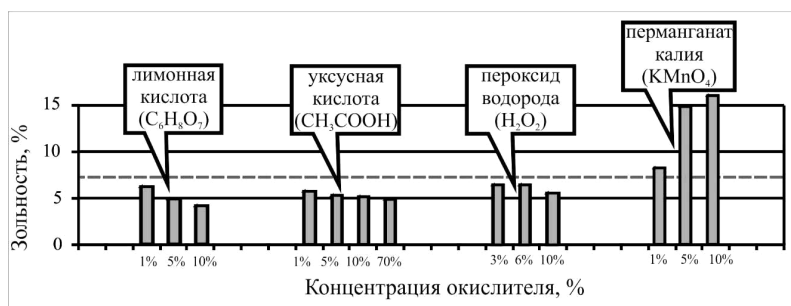 лимонная
кислота
(C₆H₈O₇)
уксусная
кислота
(CH₃COOH)
пероксид
водорода
(H₂O₂)
перманганат
калия
(KMnO₄)
Зольность, %
15
10
5
0
1% 5% 10% 1% 5% 10% 70% 3% 6% 10% 1% 5% 10%
Концентрация окислителя, %